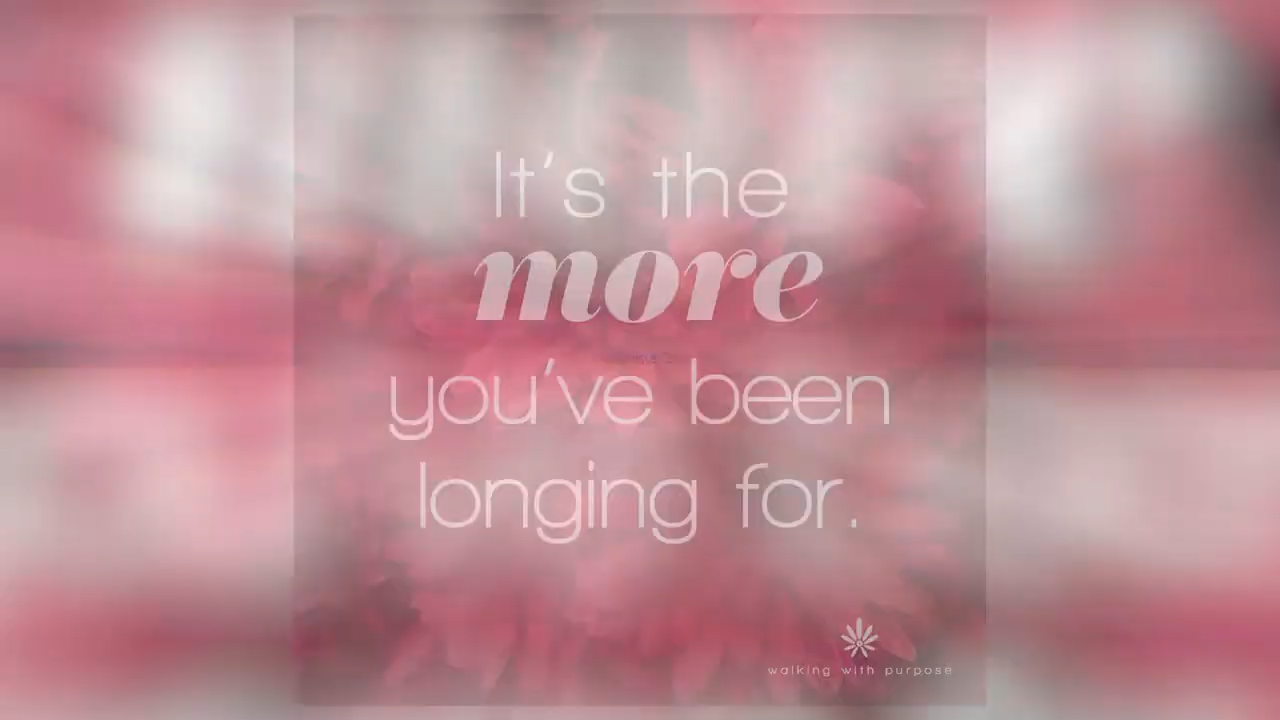 It's the
more
you've been
longing for.
walking with purpose